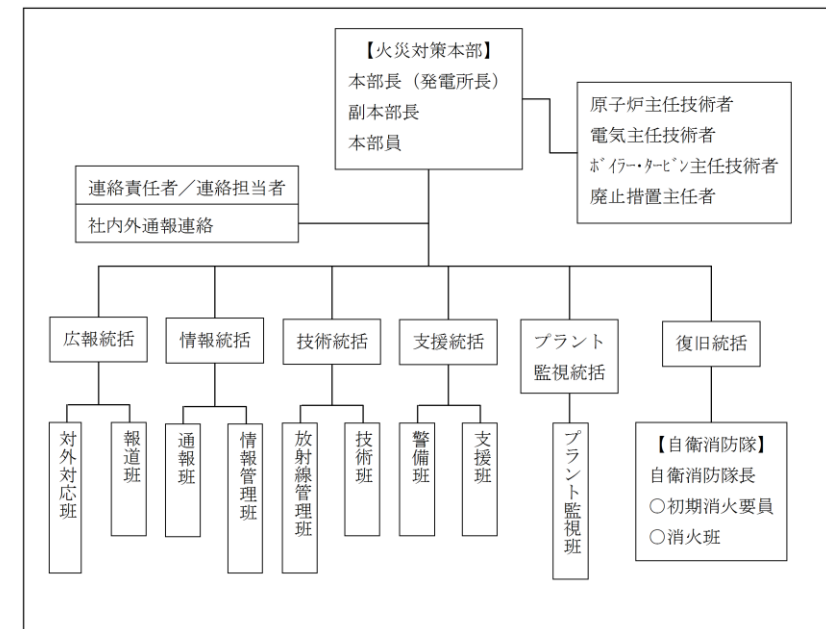 【火災対策本部】
本部長（発電所長）
副本部長
本部員
原子炉主任技術者
電気主任技術者
ﾎﾞｲﾗｰ・ﾀｰﾋﾞﾝ主任技術者
廃止措置主任者
連絡責任者／連絡担当者
社内外通報連絡
広報統括
情報統括
技術統括
支援統括
プラント
監視統括
復旧統括
対外対応班
報道班
通報班
情報管理班
放射線管理班
技術班
警備班
支援班
プラント監視班
【自衛消防隊】
自衛消防隊長
○初期消火要員
○消火班